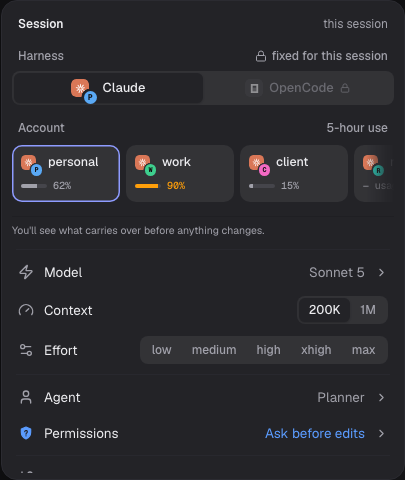 Session this session
Harness fixed for this session
P Claude OpenCode
Account 5-hour use
P personal W work C client R
62% 90% 15% – usa
You'll see what carries over before anything changes.
Model Sonnet 5
Context 200K 1M
Effort low medium high xhigh max
Agent Planner
Permissions Ask before edits